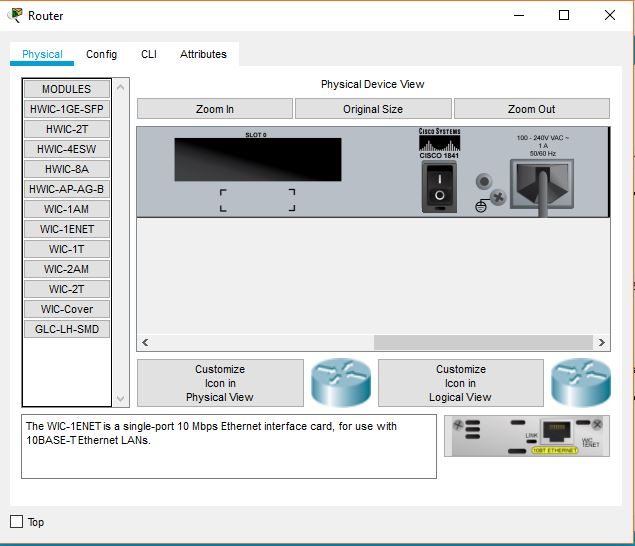 Router
Physical Config CLI Attributes
MODULES
HWIC-1GE-SFP
HWIC-2T
HWIC-4ESW
HWIC-8A
HWIC-AP-AG-B
WIC-1AM
WIC-1ENET
WIC-1T
WIC-2AM
WIC-2T
WIC-Cover
GLC-LH-SMD
Physical Device View
Zoom In Original Size Zoom Out
SLOT 0
CISCO SYSTEMS
CISCO 1841
100 - 240V VAC ~
1 A
50/60 Hz
Customize
Icon in
Physical View
Customize
Icon in
Logical View
The WIC-1ENET is a single-port 10 Mbps Ethernet interface card, for use with
10BASE-T Ethernet LANs.
LINK
WIC
1ENET
10BT ETHERNET
Top